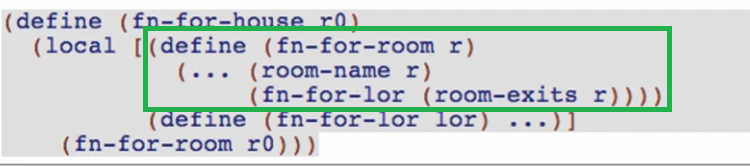 (define (fn-for-house r0)
(local [(define (fn-for-room r)
(... (room-name r)
(fn-for-lor (room-exits r))))
(define (fn-for-lor lor) ...)]
(fn-for-room r0)))